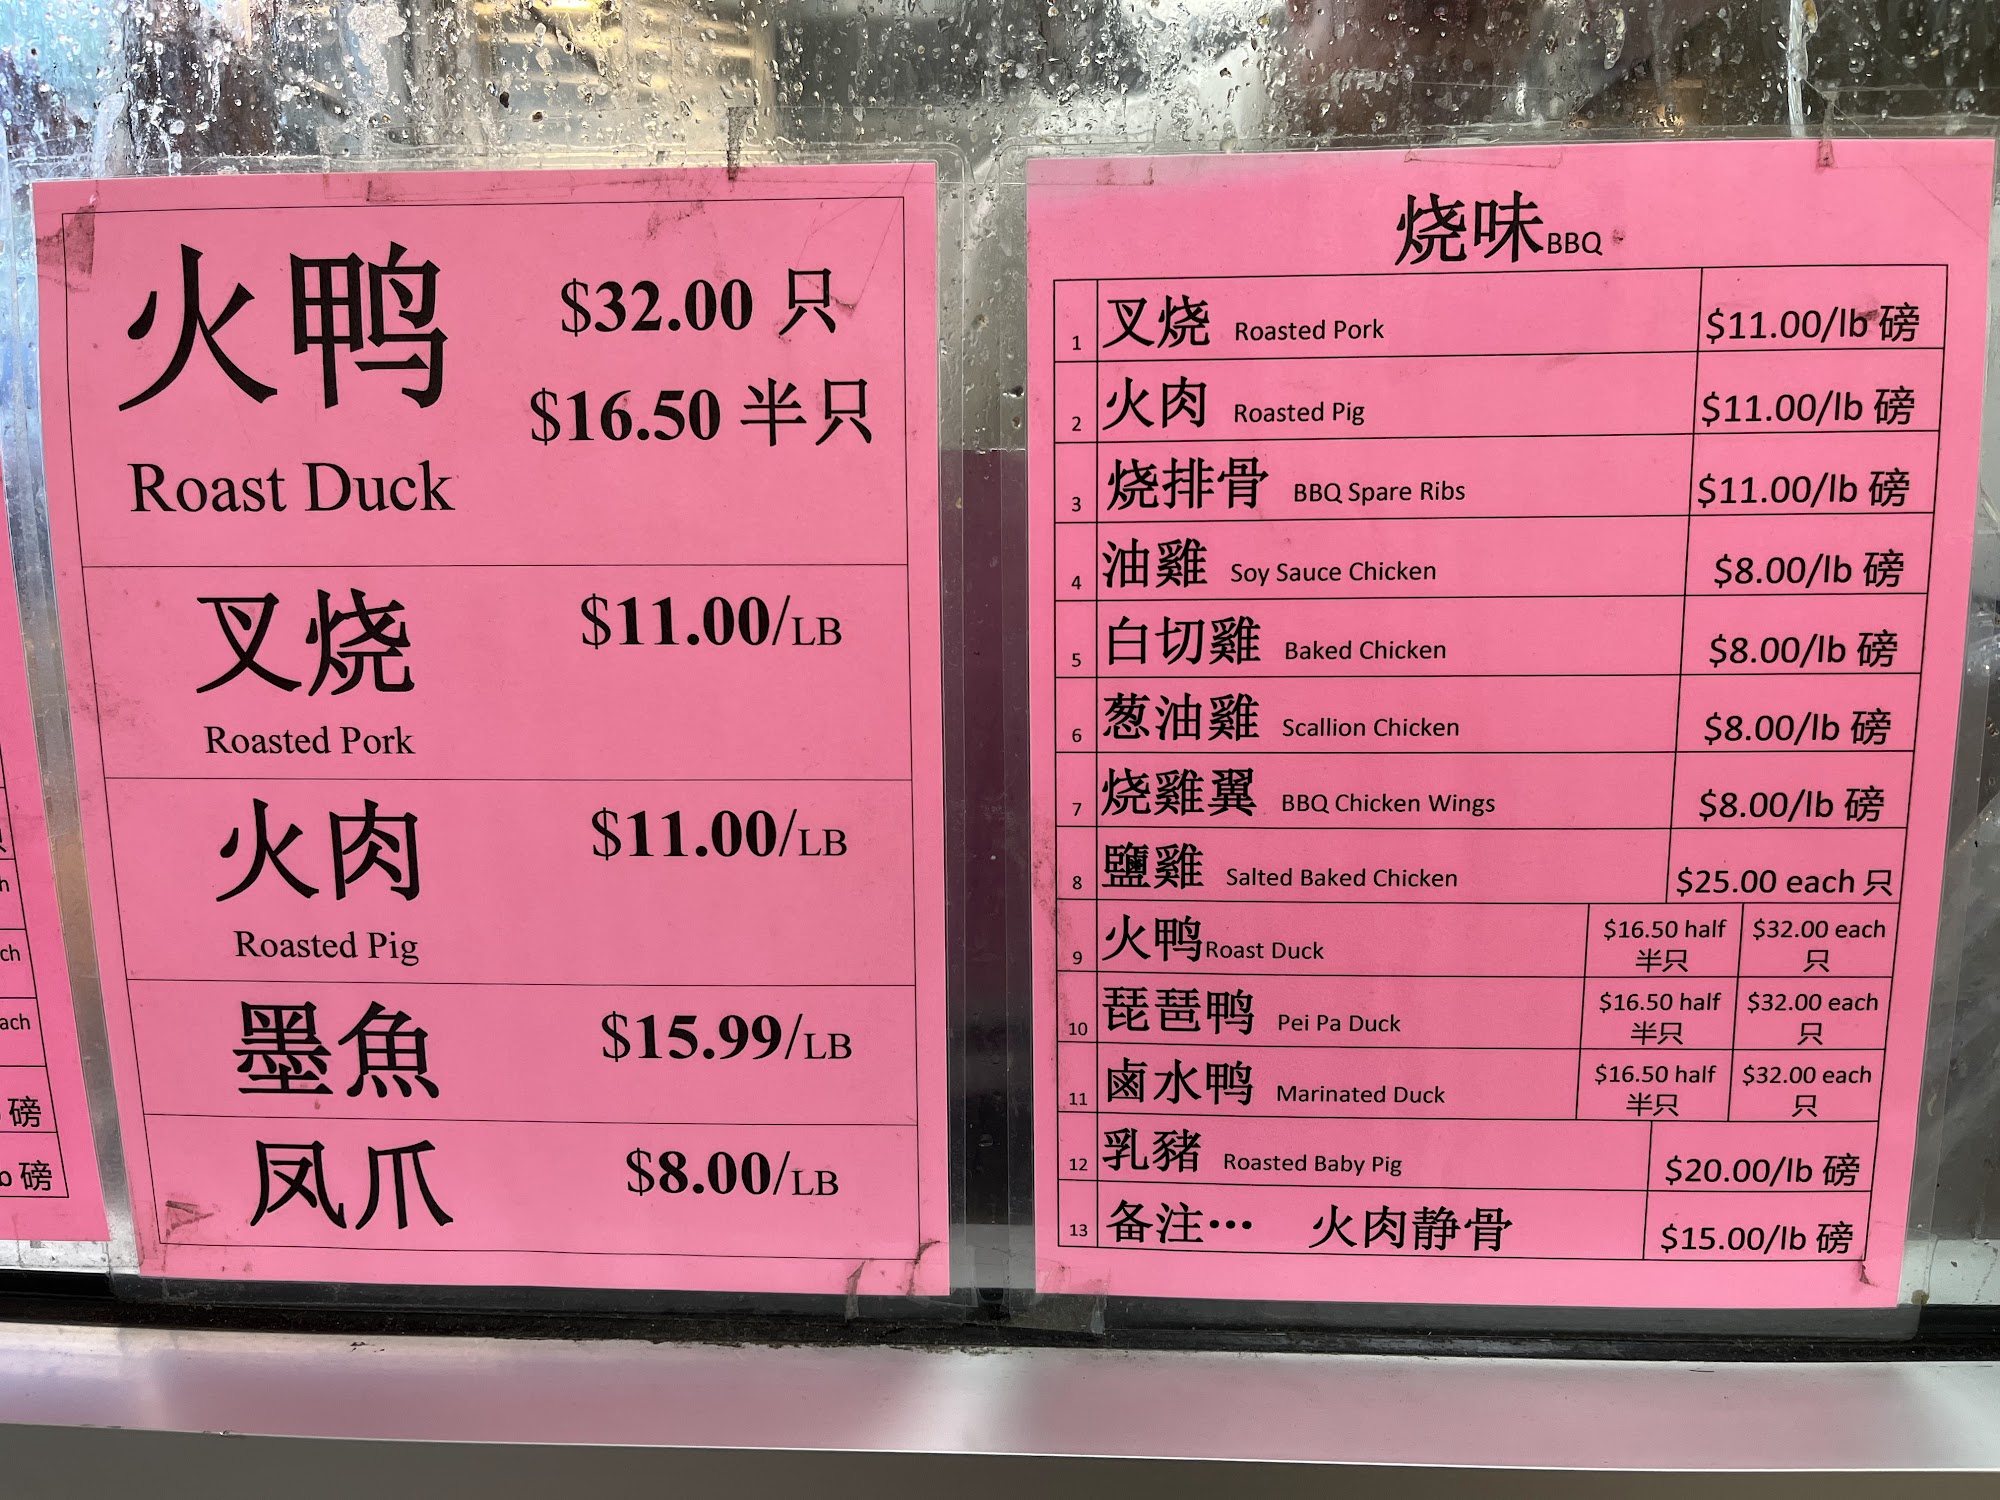 火鸭 $32.00 只
$16.50 半只
Roast Duck
叉烧 $11.00/LB
Roasted Pork
火肉 $11.00/LB
Roasted Pig
墨魚 $15.99/LB
凤爪 $8.00/LB
烧味BBQ
1 叉烧 Roasted Pork $11.00/lb 磅
2 火肉 Roasted Pig $11.00/lb 磅
3 烧排骨 BBQ Spare Ribs $11.00/lb 磅
4 油雞 Soy Sauce Chicken $8.00/lb 磅
5 白切雞 Baked Chicken $8.00/lb 磅
6 葱油雞 Scallion Chicken $8.00/lb 磅
7 烧雞翼 BBQ Chicken Wings $8.00/lb 磅
8 鹽雞 Salted Baked Chicken $25.00 each 只
9 火鸭Roast Duck $16.50 half 半只 $32.00 each 只
10 琵琶鸭 Pei Pa Duck $16.50 half 半只 $32.00 each 只
11 鹵水鸭 Marinated Duck $16.50 half 半只 $32.00 each 只
12 乳豬 Roasted Baby Pig $20.00/lb 磅
13 备注… 火肉静骨 $15.00/lb 磅
磅
磅